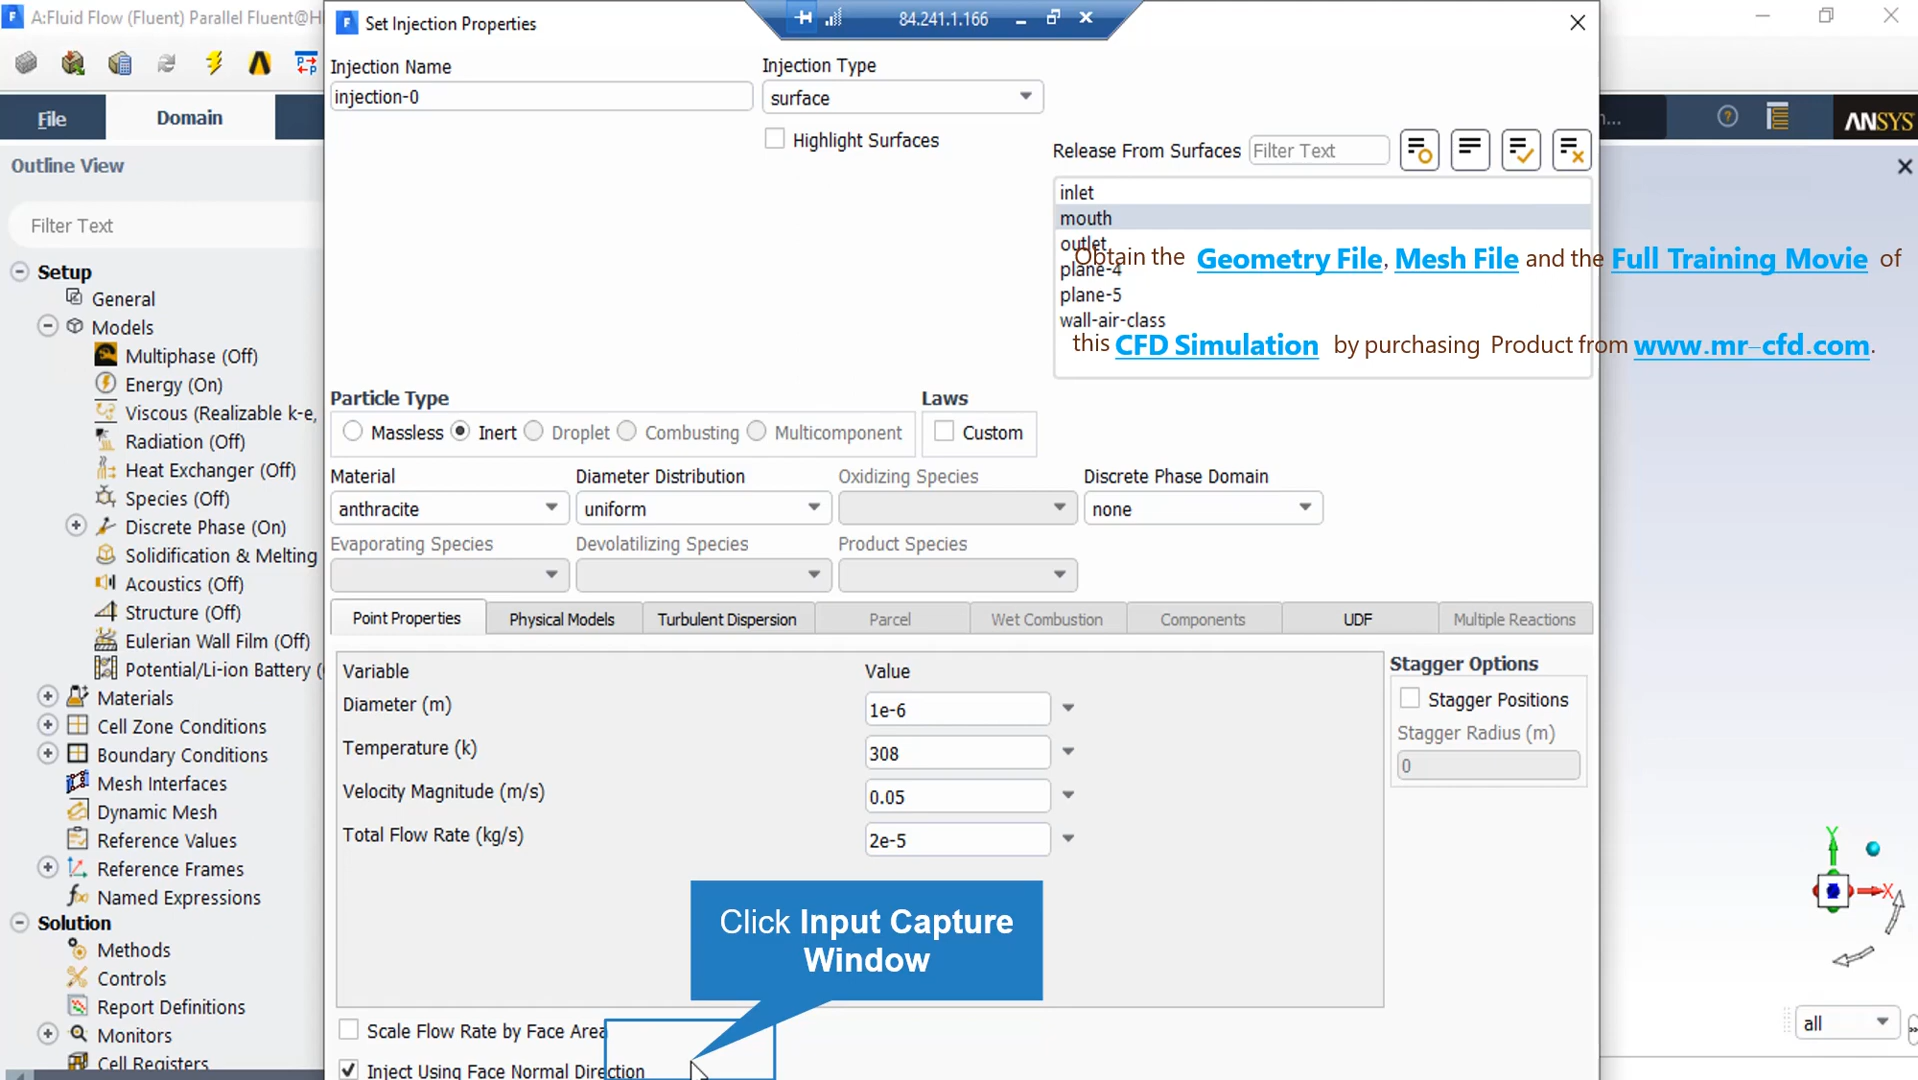 A:Fluid Flow (Fluent) Parallel Fluent@H
Set Injection Properties
84.241.1.166
Injection Name
injection-0
Injection Type
surface
Highlight Surfaces
Release From Surfaces
Filter Text
inlet
mouth
outlet
plane-4
plane-5
wall-air-class
Obtain the Geometry File, Mesh File and the Full Training Movie of
this CFD Simulation by purchasing Product from www.mr-cfd.com.
File
Domain
ANSYS
Outline View
Filter Text
Setup
General
Models
Multiphase (Off)
Energy (On)
Viscous (Realizable k-e,
Radiation (Off)
Heat Exchanger (Off)
Species (Off)
Discrete Phase (On)
Solidification & Melting
Acoustics (Off)
Structure (Off)
Eulerian Wall Film (Off)
Potential/Li-ion Battery (
Materials
Cell Zone Conditions
Boundary Conditions
Mesh Interfaces
Dynamic Mesh
Reference Values
Reference Frames
Named Expressions
Solution
Methods
Controls
Report Definitions
Monitors
Cell Registers
Particle Type
Massless Inert Droplet Combusting Multicomponent
Laws
Custom
Material
anthracite
Diameter Distribution
uniform
Oxidizing Species
Discrete Phase Domain
none
Evaporating Species
Devolatilizing Species
Product Species
Point Properties Physical Models Turbulent Dispersion Parcel Wet Combustion Components UDF Multiple Reactions
Variable Value
Diameter (m) 1e-6
Temperature (k) 308
Velocity Magnitude (m/s) 0.05
Total Flow Rate (kg/s) 2e-5
Stagger Options
Stagger Positions
Stagger Radius (m)
0
Click Input Capture
Window
Scale Flow Rate by Face Area
Inject Using Face Normal Direction
Y
X
all